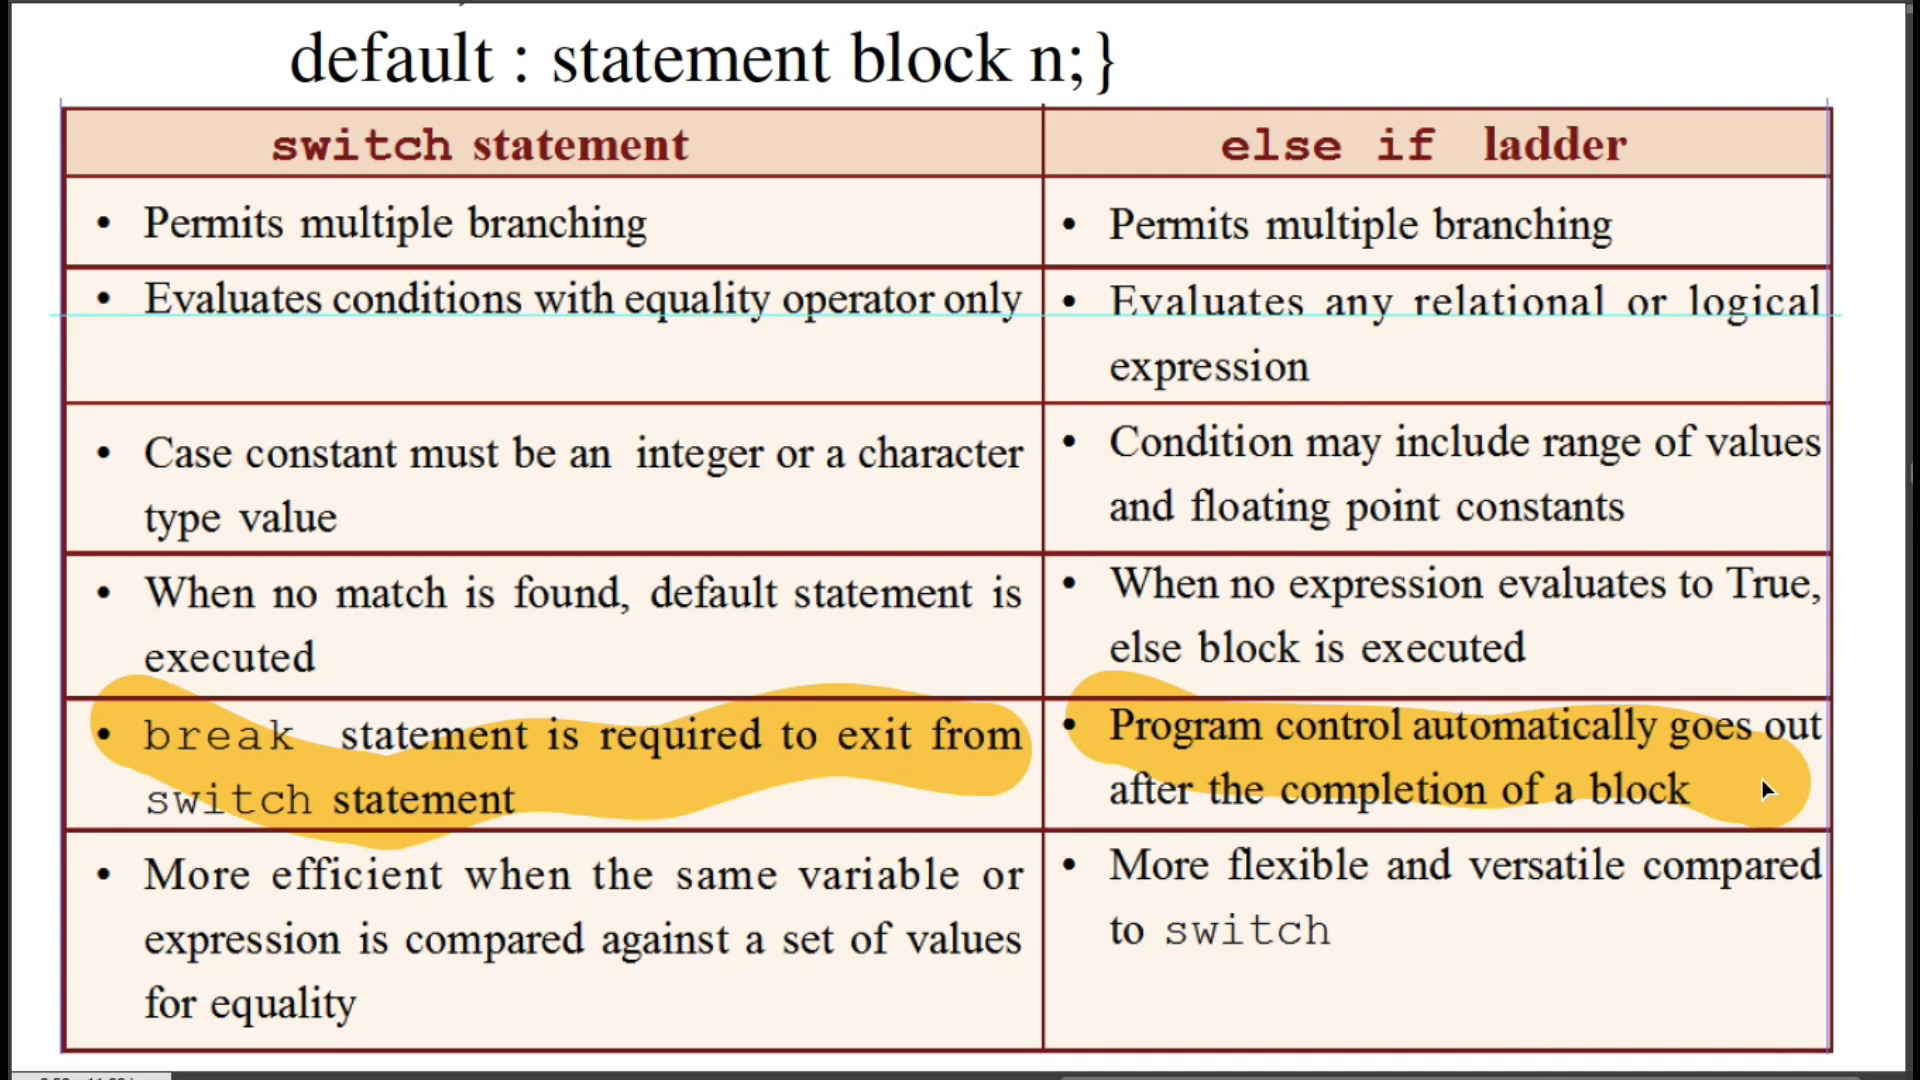 default : statement block n;}
switch statement
else if ladder
• Permits multiple branching
• Permits multiple branching
• Evaluates conditions with equality operator only
• Evaluates any relational or logical
expression
• Case constant must be an integer or a character
type value
• Condition may include range of values
and floating point constants
• When no match is found, default statement is
executed
• When no expression evaluates to True,
else block is executed
• break statement is required to exit from
switch statement
• Program control automatically goes out
after the completion of a block
• More efficient when the same variable or
expression is compared against a set of values
for equality
• More flexible and versatile compared
to switch